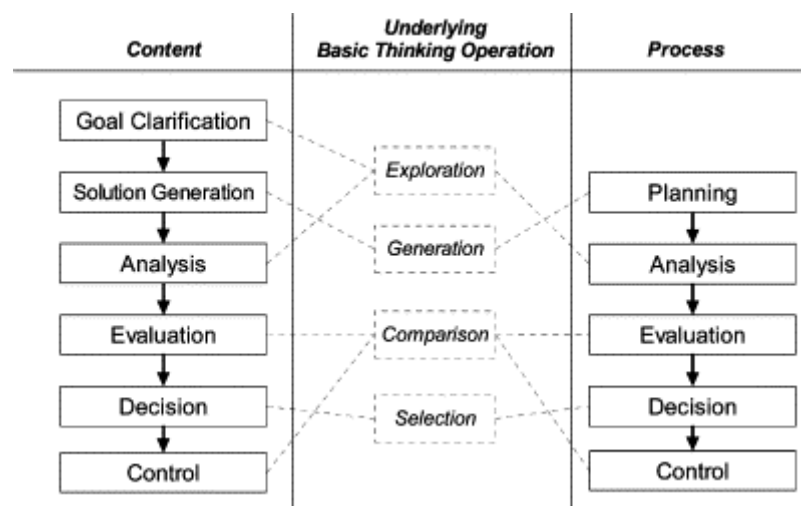 Content
Underlying
Basic Thinking Operation
Process
Goal Clarification
Exploration
Solution Generation
Planning
Generation
Analysis
Analysis
Evaluation
Comparison
Evaluation
Decision
Selection
Decision
Control
Control